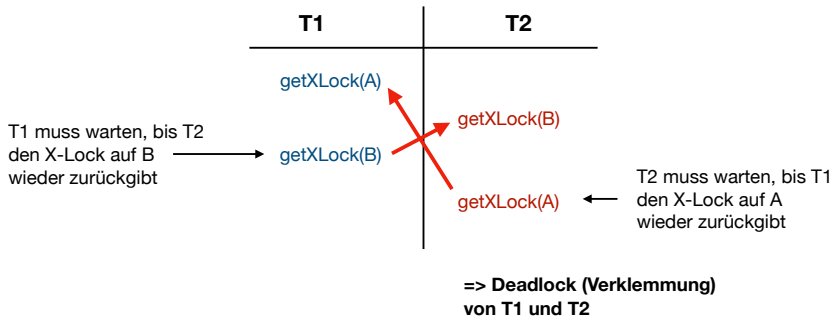 T1
T2
getXLock(A)
getXLock(B)
T1 muss warten, bis T2
den X-Lock auf B
wieder zurückgibt
getXLock(B)
getXLock(A)
T2 muss warten, bis T1
den X-Lock auf A
wieder zurückgibt
=> Deadlock (Verklemmung)
von T1 und T2